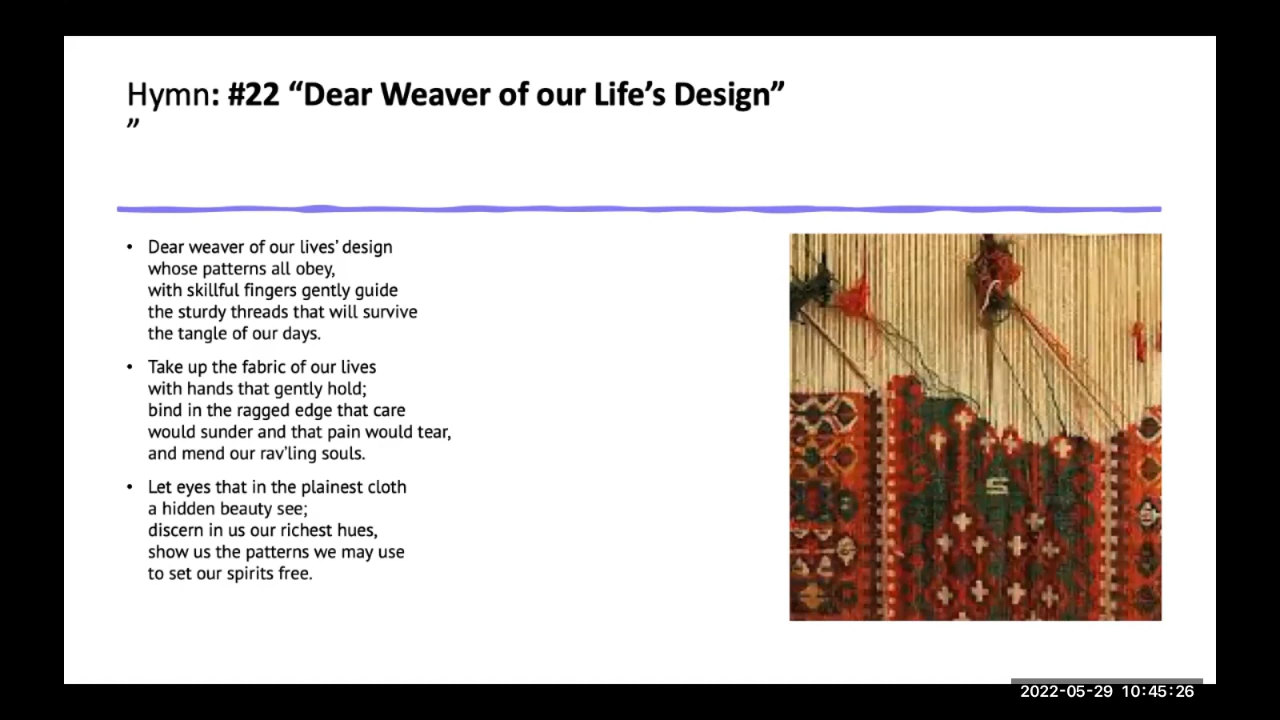 Hymn: #22 “Dear Weaver of our Life’s Design”
”
• Dear weaver of our lives’ design
whose patterns all obey,
with skillful fingers gently guide
the sturdy threads that will survive
the tangle of our days.
• Take up the fabric of our lives
with hands that gently hold;
bind in the ragged edge that care
would sunder and that pain would tear,
and mend our rav’ling souls.
• Let eyes that in the plainest cloth
a hidden beauty see;
discern in us our richest hues,
show us the patterns we may use
to set our spirits free.
2022-05-29 10:45:26